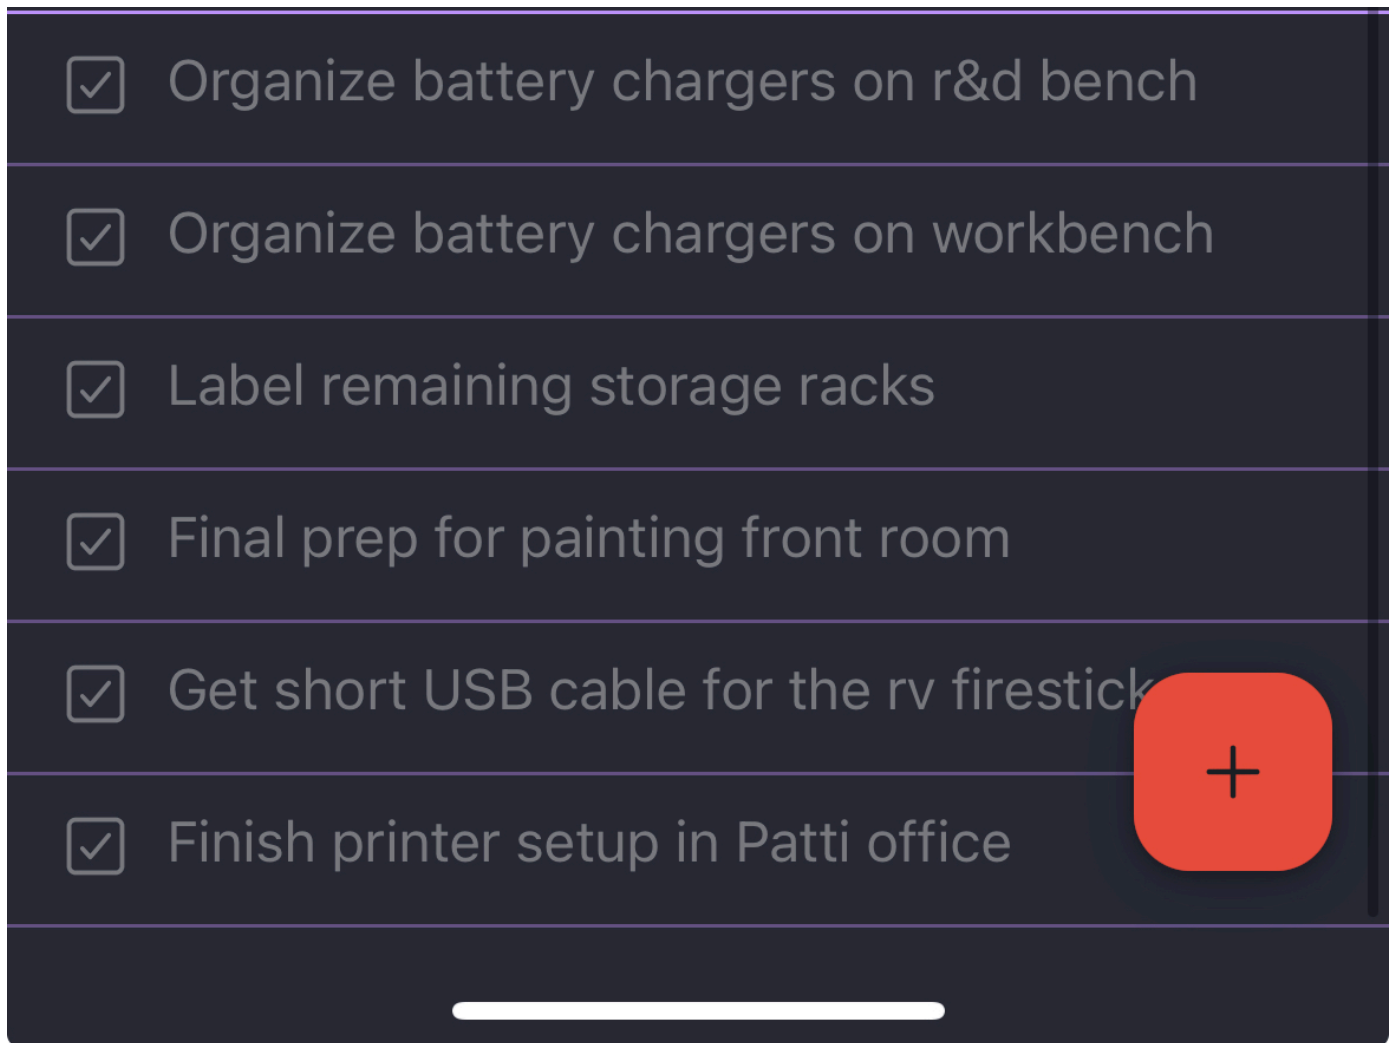 Organize battery chargers on r&d bench
Organize battery chargers on workbench
Label remaining storage racks
Final prep for painting front room
Get short USB cable for the rv firestick
Finish printer setup in Patti office